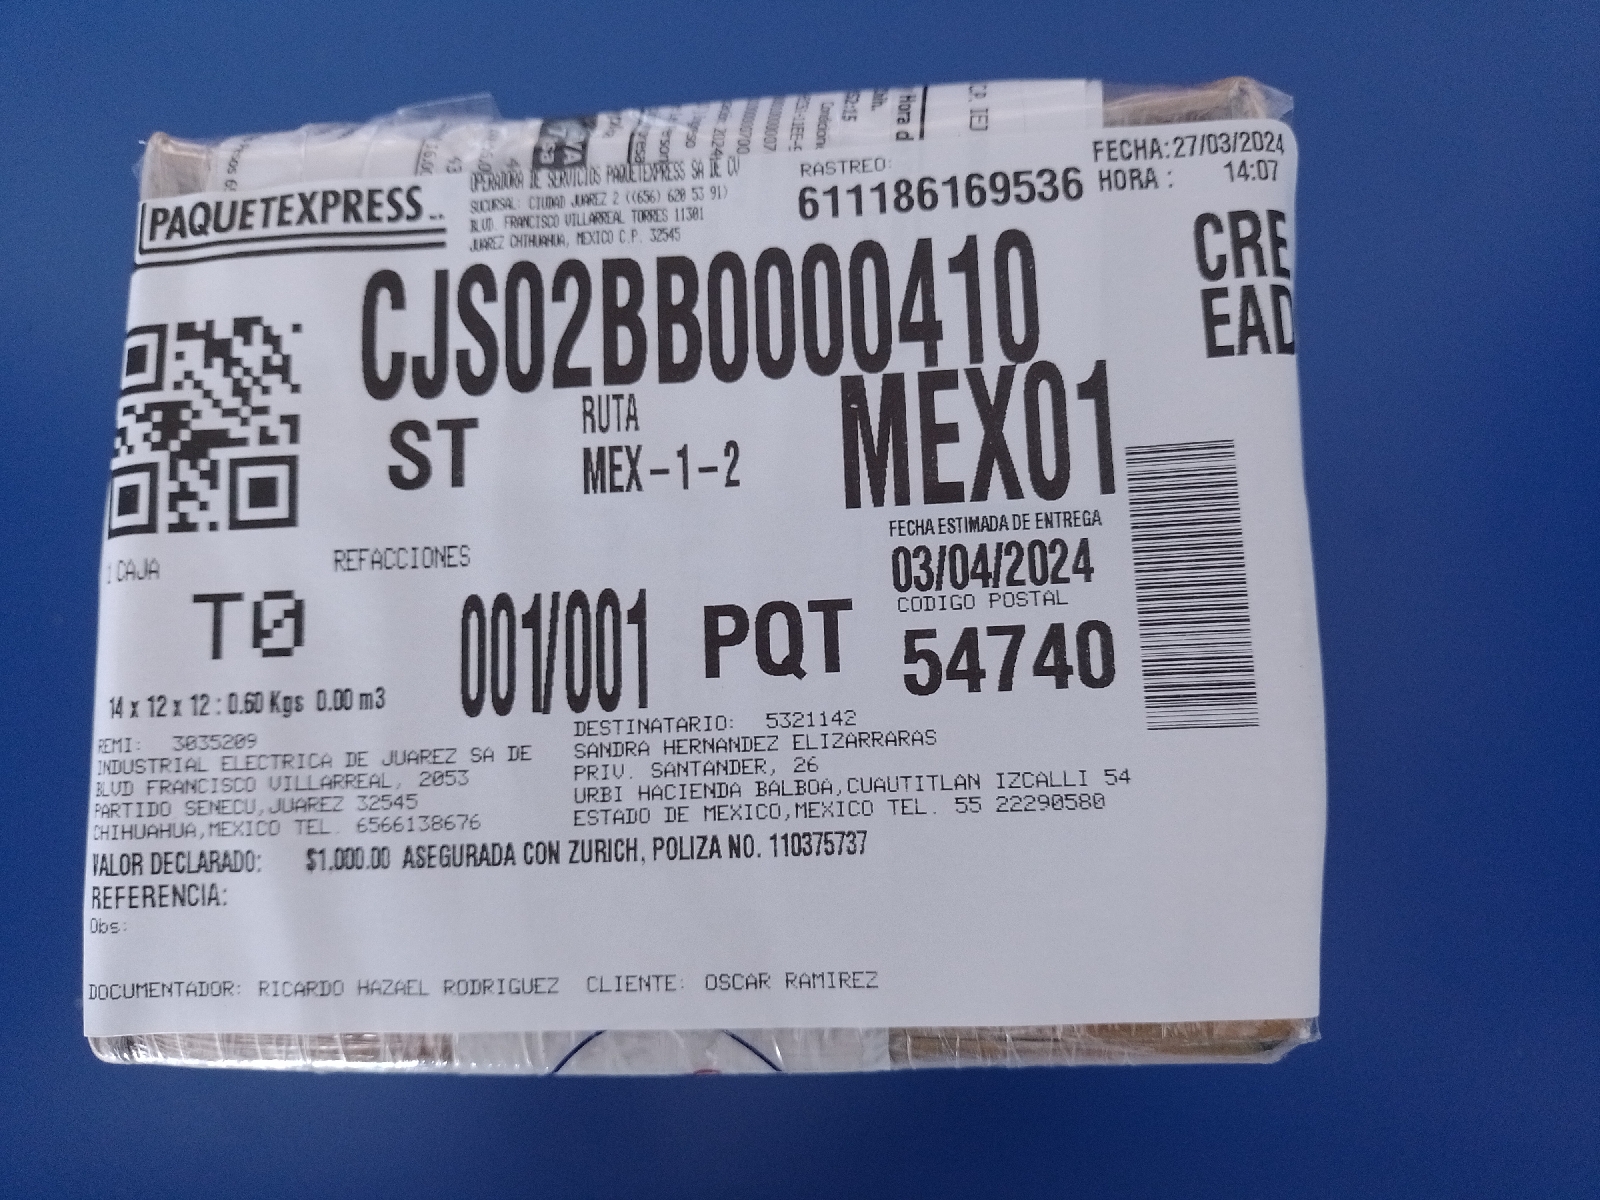 PAQUETEXPRESS
OPERADORA DE SERVICIOS PAQUETEXPRESS SA DE CV
SUCURSAL: CIUDAD JUAREZ 2 ((656) 620 53 91)
BLVD. FRANCISCO VILLARREAL TORRES 11301
JUAREZ CHIHUAHUA, MEXICO C.P. 32545
RASTREO:
611186169536
FECHA:27/03/2024
HORA : 14:07
CRE
EAD
CJS02BB0000410
ST
RUTA
MEX-1-2
MEX01
FECHA ESTIMADA DE ENTREGA
03/04/2024
CODIGO POSTAL
54740
1 CAJA
REFACCIONES
T0
001/001
PQT
14 x 12 x 12 : 0.60 Kgs 0.00 m3
REMI: 3035209
INDUSTRIAL ELECTRICA DE JUAREZ SA DE
BLVD FRANCISCO VILLARREAL, 2053
PARTIDO SENECU,JUAREZ 32545
CHIHUAHUA,MEXICO TEL. 6566138676
DESTINATARIO: 5321142
SANDRA HERNANDEZ ELIZARRARAS
PRIV. SANTANDER, 26
URBI HACIENDA BALBOA,CUAUTITLAN IZCALLI 54
ESTADO DE MEXICO,MEXICO TEL. 55 22290580
VALOR DECLARADO: $1,000.00 ASEGURADA CON ZURICH, POLIZA NO. 110375737
REFERENCIA:
Obs:
DOCUMENTADOR: RICARDO HAZAEL RODRIGUEZ CLIENTE: OSCAR RAMIREZ